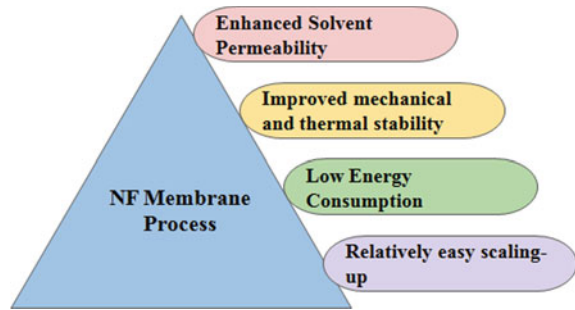 Enhanced Solvent
Permeability
Improved mechanical
and thermal stability
Low Energy
Consumption
NF Membrane
Process
Relatively easy scaling-
up